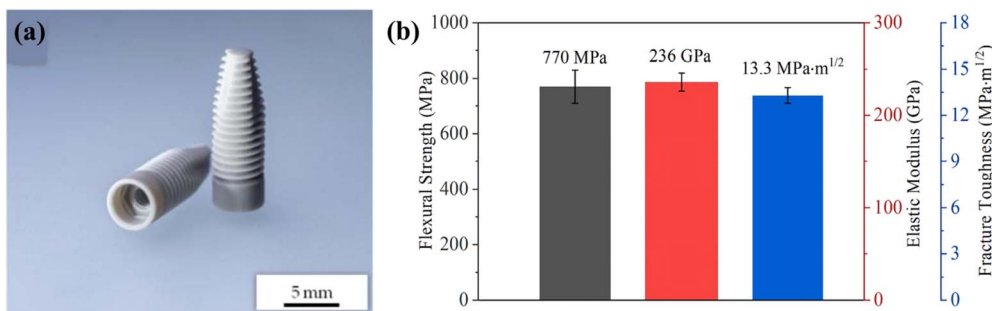 (a)
5 mm
(b)
1000
800
600
400
200
0
Flexural Strength (MPa)
770 MPa
236 GPa
13.3 MPa·m1/2
300
200
100
0
Elastic Modulus (GPa)
18
15
12
9
6
3
0
Fracture Toughness (MPa·m1/2)